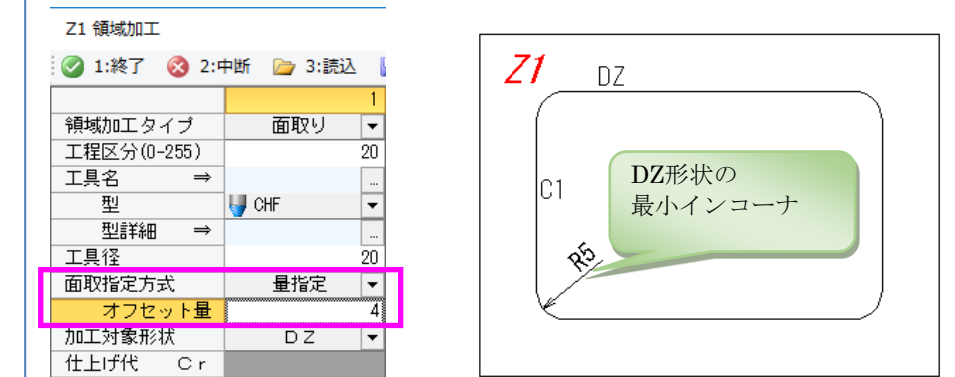 Z1 領域加工
1:終了 2:中断 3:読込
1
領域加工タイプ 面取り
工程区分(0-255) 20
工具名 ⇒ ...
型 CHF
型詳細 ⇒ ...
工具径 20
面取指定方式 量指定
オフセット量 4
加工対象形状 ＤＺ
仕上げ代 Ｃｒ
Z1
DZ
C1
DZ形状の
最小インコーナ
R5